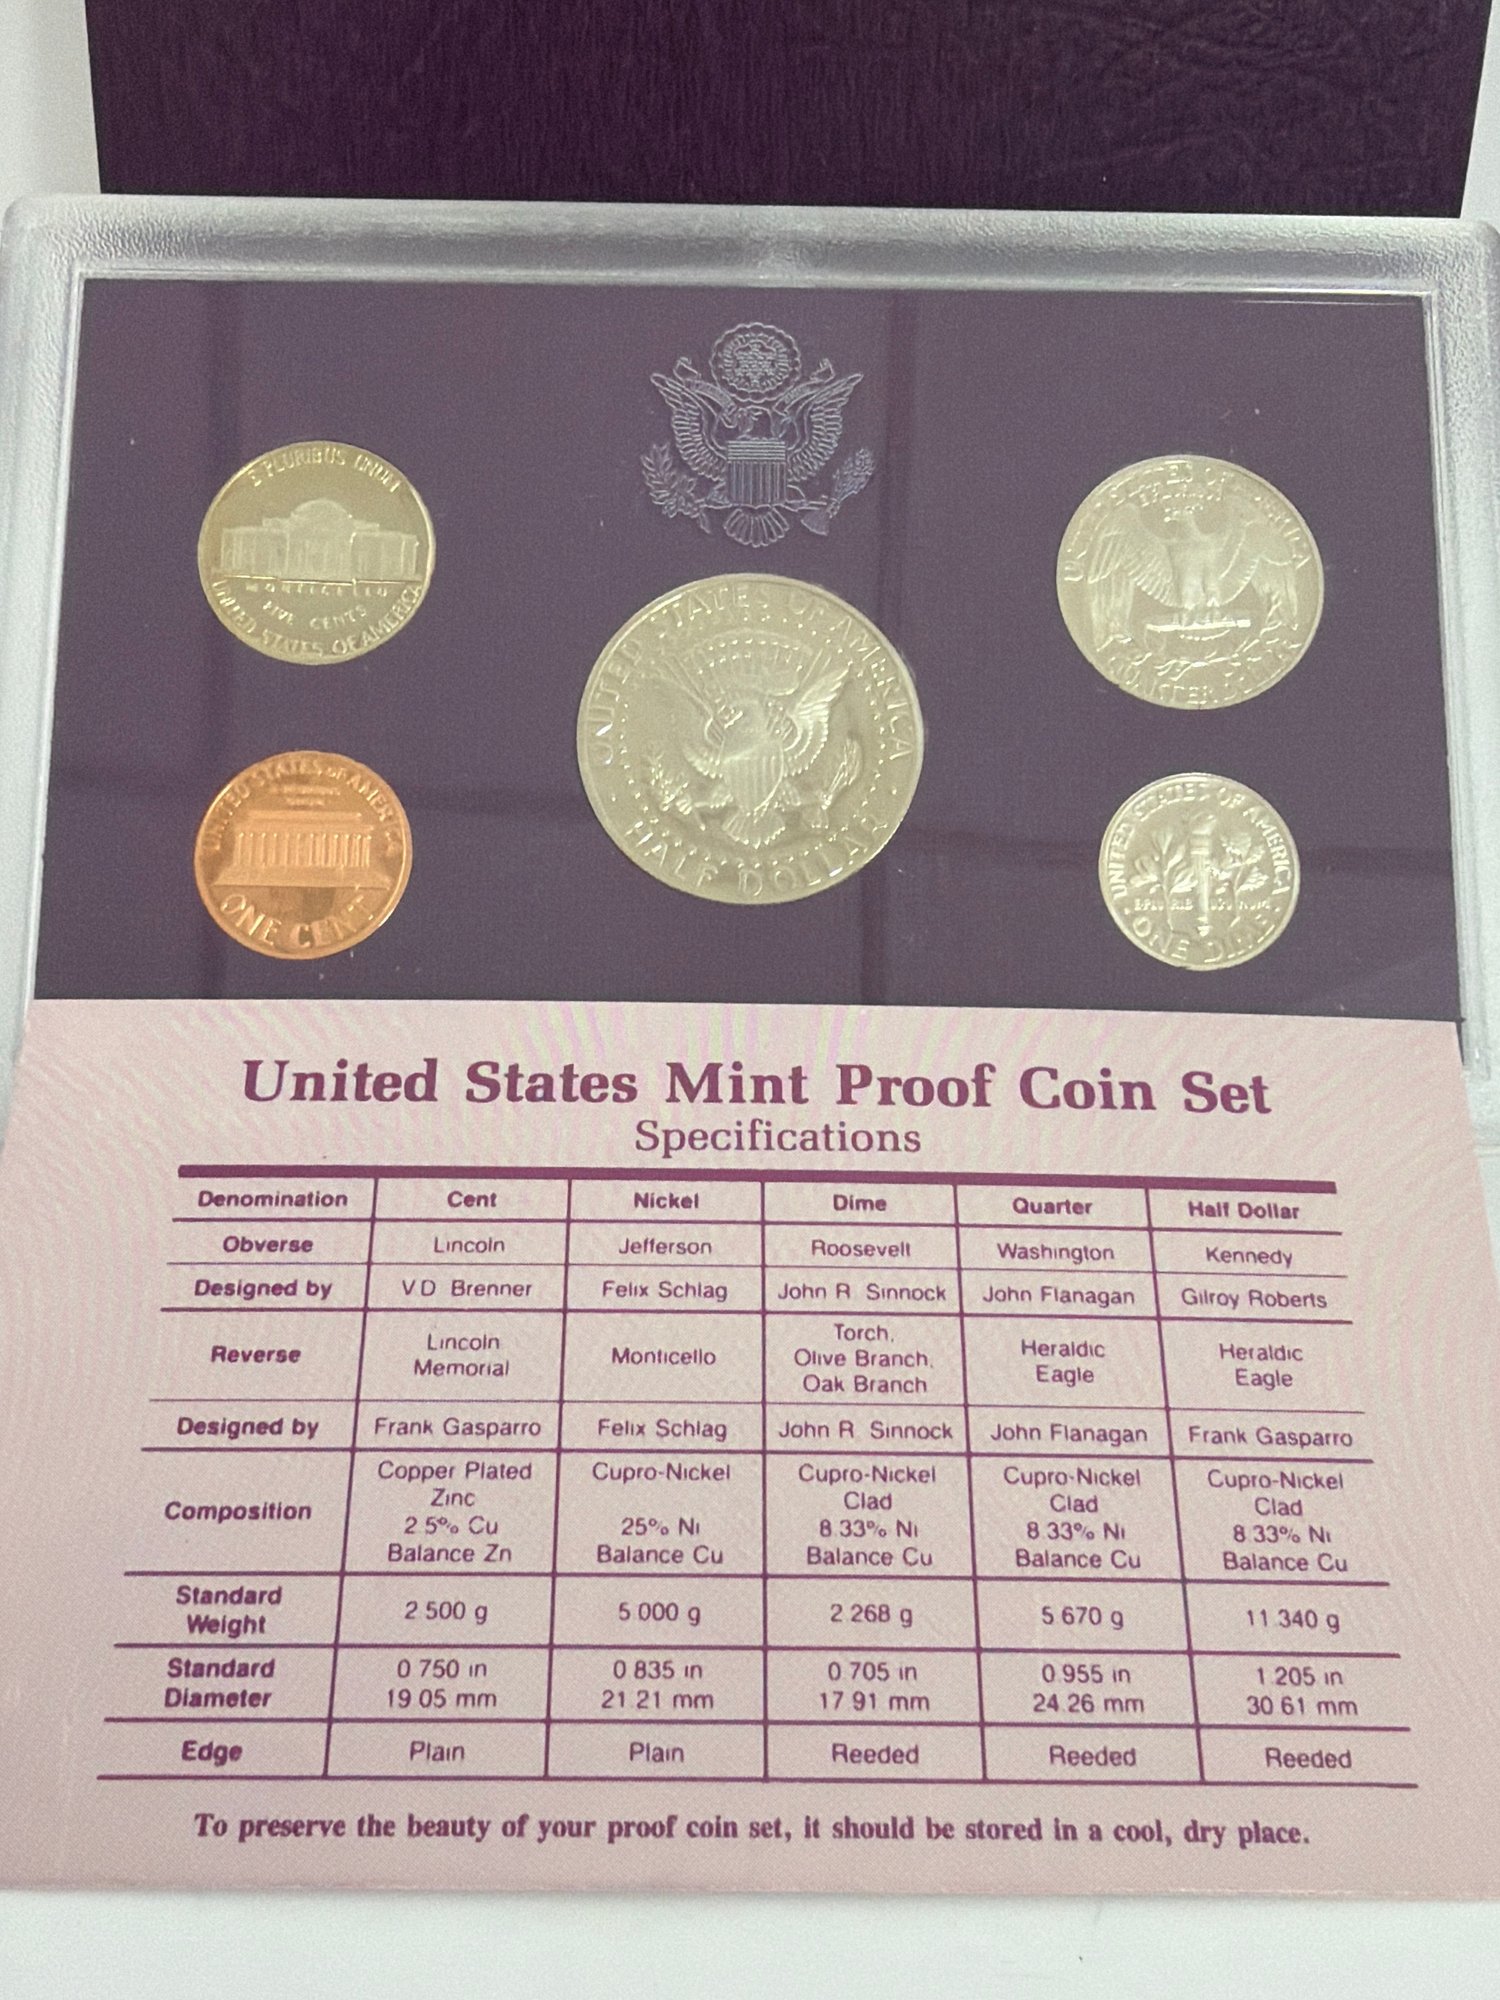 E PLURIBUS UNUM
MONTICELLO
FIVE CENTS
UNITED STATES OF AMERICA
UNITED STATES OF AMERICA
QUARTER DOLLAR
UNITED STATES OF AMERICA
HALF DOLLAR
UNITED STATES OF AMERICA
ONE CENT
UNITED STATES OF AMERICA
ONE DIME
United States Mint Proof Coin Set
Specifications
Denomination Cent Nickel Dime Quarter Half Dollar
Obverse Lincoln Jefferson Roosevelt Washington Kennedy
Designed by V.D. Brenner Felix Schlag John R. Sinnock John Flanagan Gilroy Roberts
Reverse Lincoln Memorial Monticello Torch, Olive Branch, Oak Branch Heraldic Eagle Heraldic Eagle
Designed by Frank Gasparro Felix Schlag John R. Sinnock John Flanagan Frank Gasparro
Composition Copper Plated Zinc 2.5% Cu Balance Zn Cupro-Nickel 25% Ni Balance Cu Cupro-Nickel Clad 8.33% Ni Balance Cu Cupro-Nickel Clad 8.33% Ni Balance Cu Cupro-Nickel Clad 8.33% Ni Balance Cu
Standard Weight 2.500 g 5.000 g 2.268 g 5.670 g 11.340 g
Standard Diameter 0.750 in 19.05 mm 0.835 in 21.21 mm 0.705 in 17.91 mm 0.955 in 24.26 mm 1.205 in 30.61 mm
Edge Plain Plain Reeded Reeded Reeded
To preserve the beauty of your proof coin set, it should be stored in a cool, dry place.